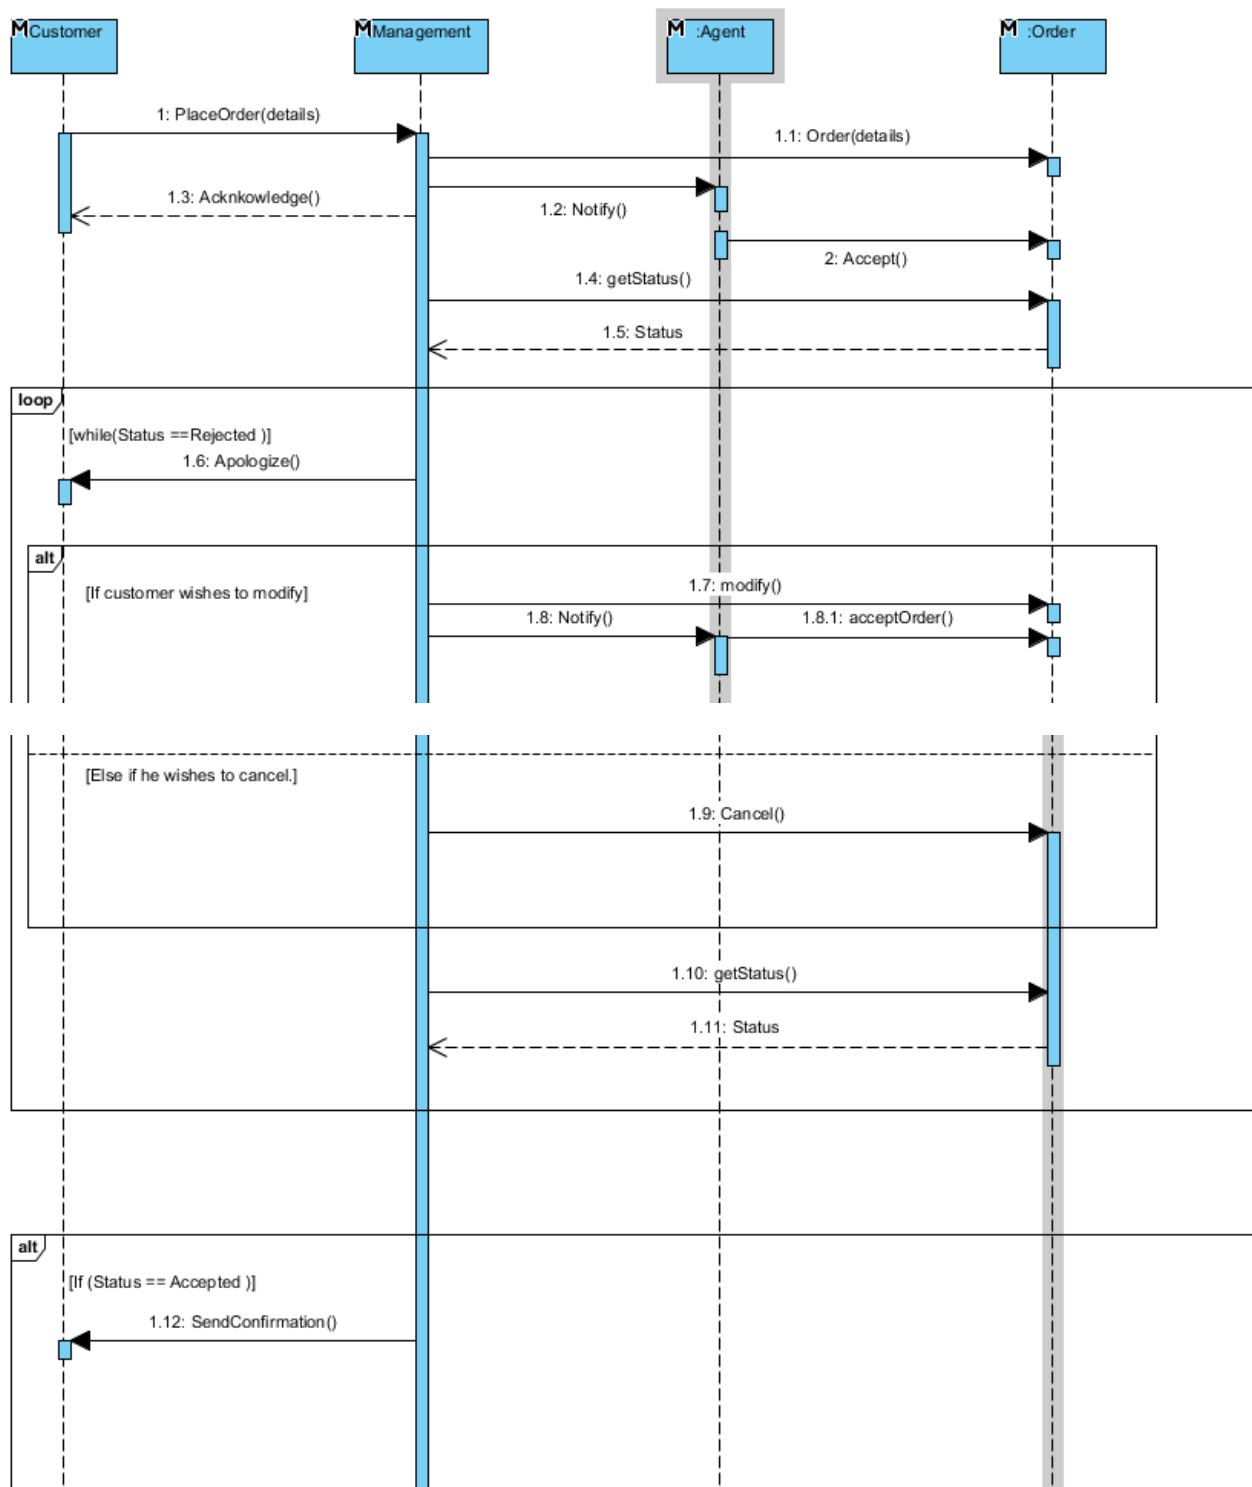 M Customer
M Management
M :Agent
M :Order
1: PlaceOrder(details)
1.1: Order(details)
1.3: Acknkowledge()
1.2: Notify()
2: Accept()
1.4: getStatus()
1.5: Status
loop
[while(Status ==Rejected )]
1.6: Apologize()
alt
[If customer wishes to modify]
1.7: modify()
1.8: Notify()
1.8.1: acceptOrder()
[Else if he wishes to cancel.]
1.9: Cancel()
1.10: getStatus()
1.11: Status
alt
[If (Status == Accepted )]
1.12: SendConfirmation()